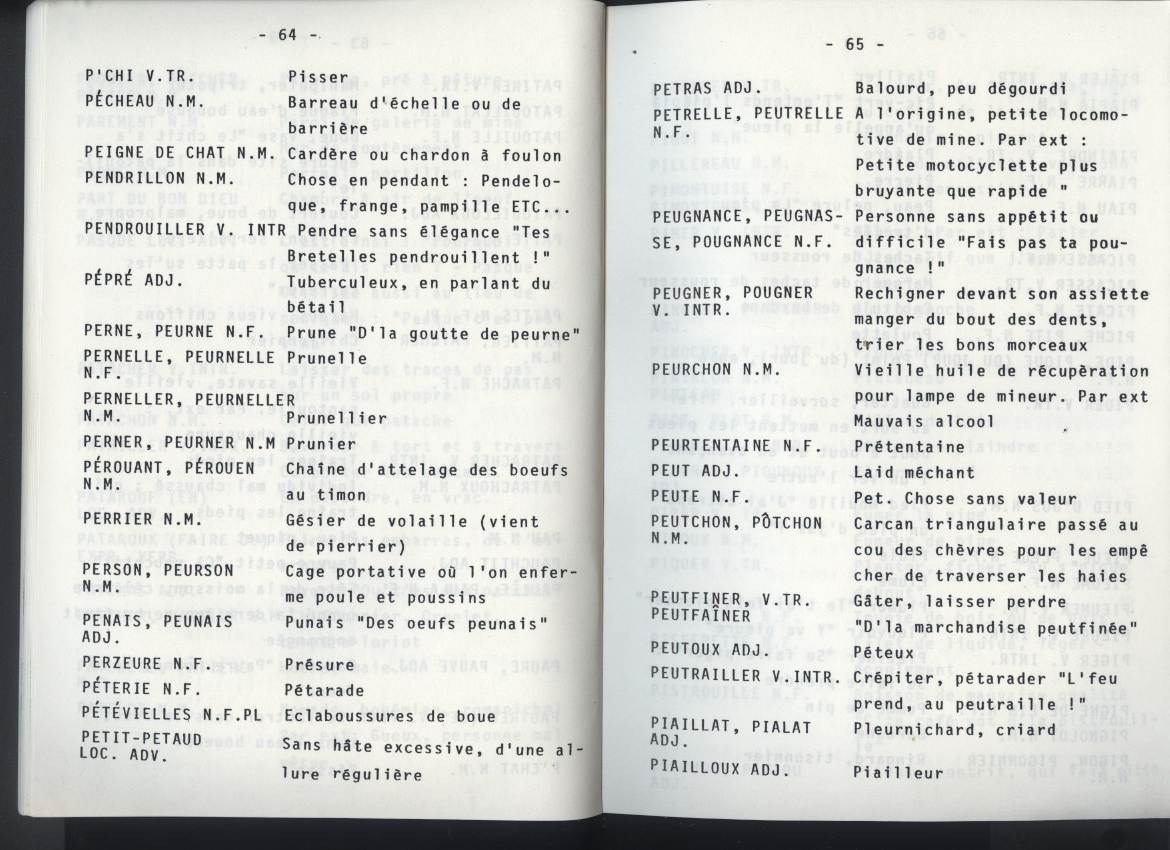 - 64 -
P'CHI V.TR. Pisser
PÉCHEAU N.M. Barreau d'échelle ou de
barrière
PEIGNE DE CHAT N.M. Cardère ou chardon à foulon
PENDRILLON N.M. Chose en pendant : Pendelo-
que, frange, pampille ETC...
PENDROUILLER V. INTR Pendre sans élégance "Tes
Bretelles pendrouillent !"
PÉPRÉ ADJ. Tuberculeux, en parlant du
bétail
PERNE, PEURNE N.F. Prune "D'la goutte de peurne"
PERNELLE, PEURNELLE Prunelle
N.F.
PERNELLER, PEURNELLER
N.M. Prunellier
PERNER, PEURNER N.M Prunier
PÉROUANT, PÉROUEN Chaîne d'attelage des boeufs
N.M. au timon
PERRIER N.M. Gésier de volaille (vient
de pierrier)
PERSON, PEURSON Cage portative où l'on enfer-
N.M. me poule et poussins
PENAIS, PEUNAIS Punais "Des oeufs peunais"
ADJ.
PERZEURE N.F. Présure
PÉTERIE N.F. Pétarade
PÉTÉVIELLES N.F.PL Eclaboussures de boue
PETIT-PETAUD Sans hâte excessive, d'une al-
LOC. ADV. lure régulière
- 65 -
PETRAS ADJ. Balourd, peu dégourdi
PETRELLE, PEUTRELLE A l'origine, petite locomo-
N.F. tive de mine. Par ext :
Petite motocyclette "plus
bruyante que rapide "
PEUGNANCE, PEUGNAS- Personne sans appétit ou
SE, POUGNANCE N.F. difficile "Fais pas ta pou-
gnance !"
PEUGNER, POUGNER Rechigner devant son assiette
V. INTR. manger du bout des dents,
trier les bons morceaux
PEURCHON N.M. Vieille huile de récupération
pour lampe de mineur. Par ext
Mauvais alcool
PEURTENTAINE N.F. Prétentaine
PEUT ADJ. Laid méchant
PEUTE N.F. Pet. Chose sans valeur
PEUTCHON, PÔTCHON Carcan triangulaire passé au
N.M. cou des chèvres pour les empê
cher de traverser les haies
PEUTFINER, V.TR. Gâter, laisser perdre
PEUTFAÎNER "D'la marchandise peutfinée"
PEUTOUX ADJ. Péteux
PEUTRAILLER V.INTR. Crépiter, pétarader "L'feu
prend, au peutraille !"
PIAILLAT, PIALAT Pleurnichard, criard
ADJ.
PIAILLOUX ADJ. Piailleur